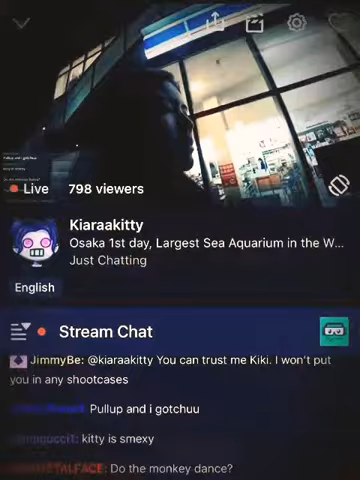 Live 798 viewers
Kiaraakitty
Osaka 1st day, Largest Sea Aquarium in the W...
Just Chatting
English
Stream Chat
JimmyBe: @kiaraakitty You can trust me Kiki. I won't put
you in any shootcases
Pullup and i gotchuu
kitty is smexy
Do the monkey dance?